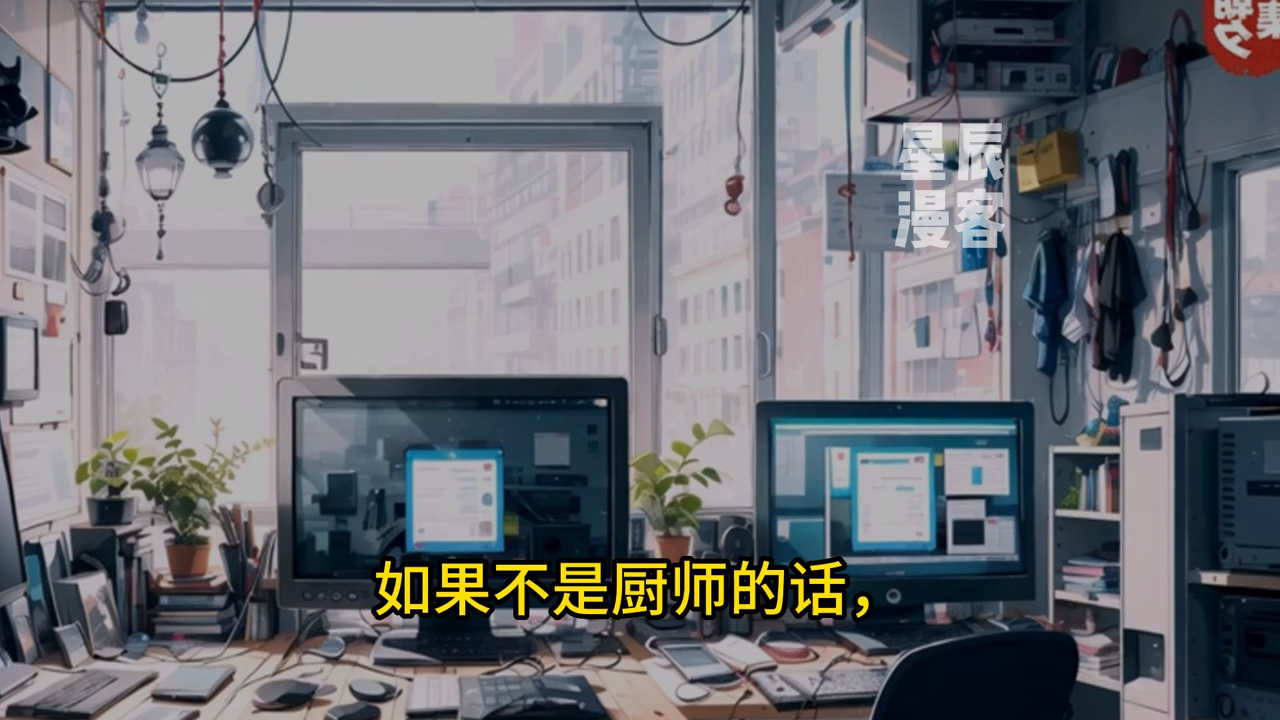 星辰
漫客
如果不是厨师的话，